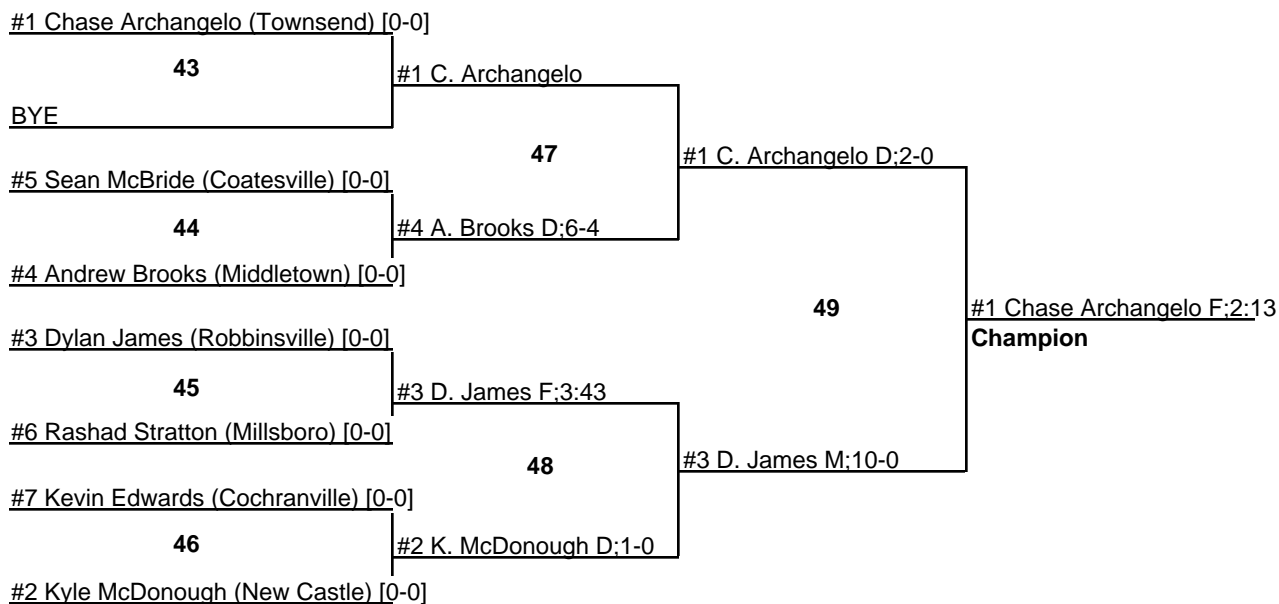 #1 Chase Archangelo (Townsend) [0-0]
43
#1 C. Archangelo
BYE
47
#1 C. Archangelo D;2-0
#5 Sean McBride (Coatesville) [0-0]
44
#4 A. Brooks D;6-4
#4 Andrew Brooks (Middletown) [0-0]
49
#1 Chase Archangelo F;2:13
Champion
#3 Dylan James (Robbinsville) [0-0]
45
#3 D. James F;3:43
#6 Rashad Stratton (Millsboro) [0-0]
48
#3 D. James M;10-0
#7 Kevin Edwards (Cochranville) [0-0]
46
#2 K. McDonough D;1-0
#2 Kyle McDonough (New Castle) [0-0]